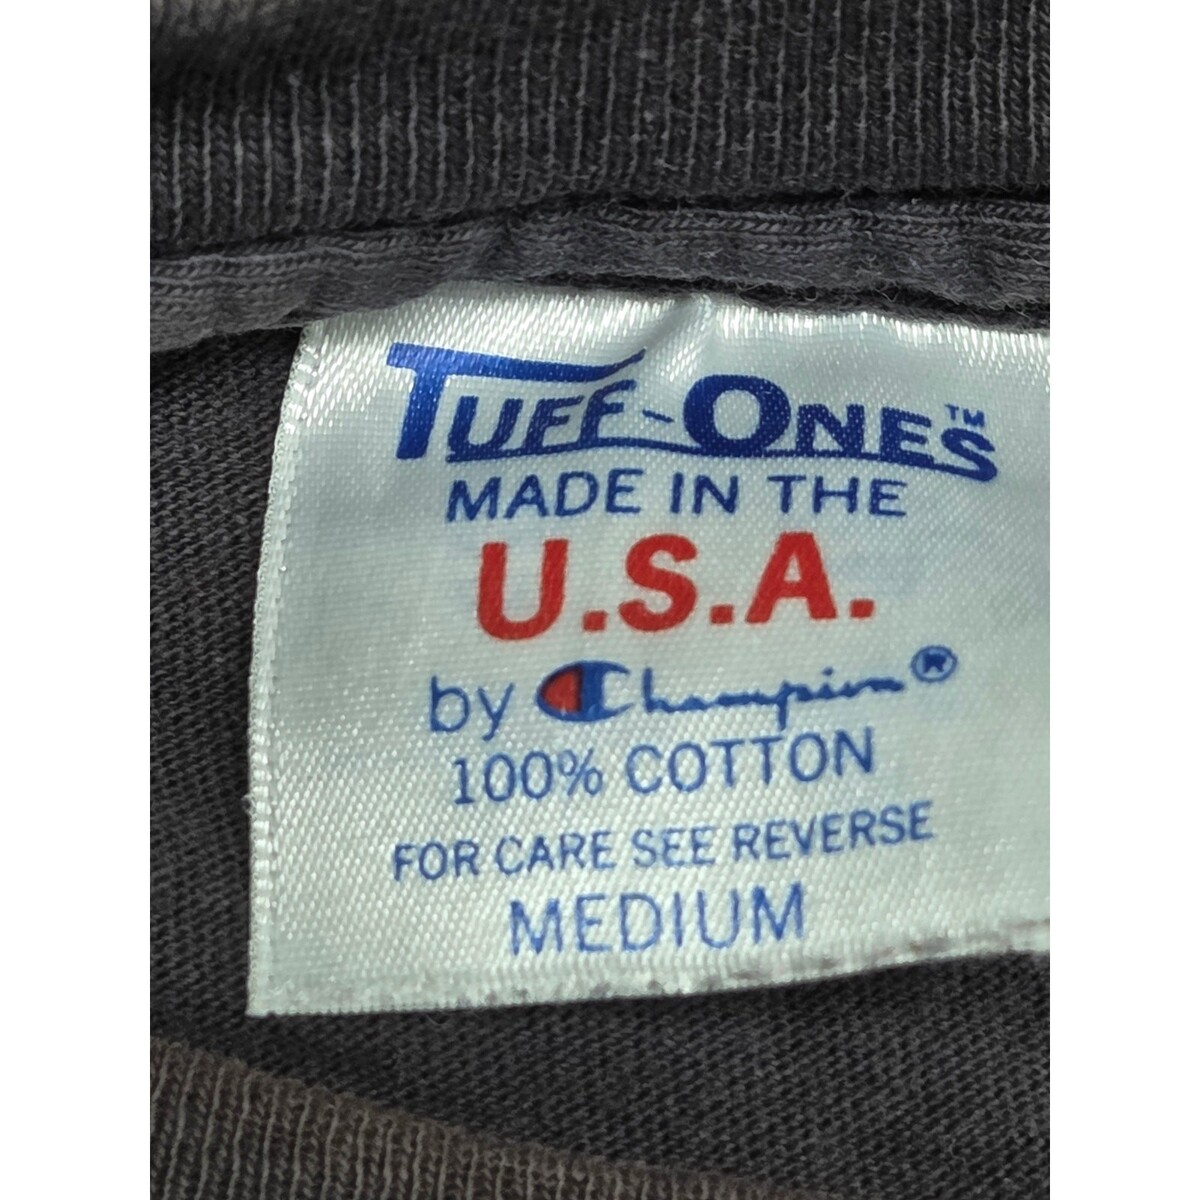 TUFF-ONES™
MADE IN THE
U.S.A.
by Champion®
100% COTTON
FOR CARE SEE REVERSE
MEDIUM